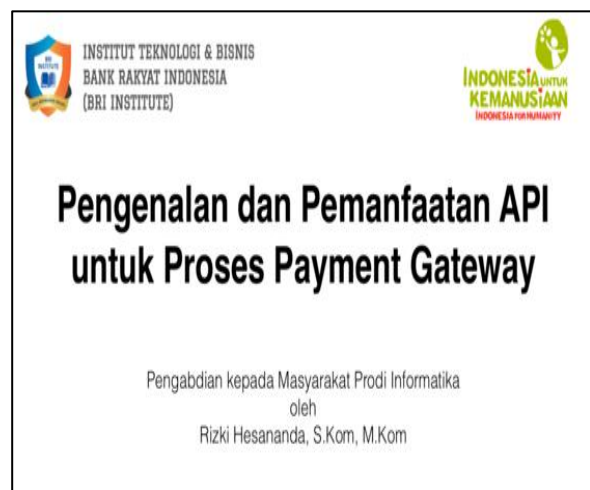 INSTITUT TEKNOLOGI & BISNIS
BANK RAKYAT INDONESIA
(BRI INSTITUTE)
INDONESIA UNTUK
KEMANUSIAAN
INDONESIA FOR HUMANITY
Pengenalan dan Pemanfaatan API
untuk Proses Payment Gateway
Pengabdian kepada Masyarakat Prodi Informatika
oleh
Rizki Hesananda, S.Kom, M.Kom